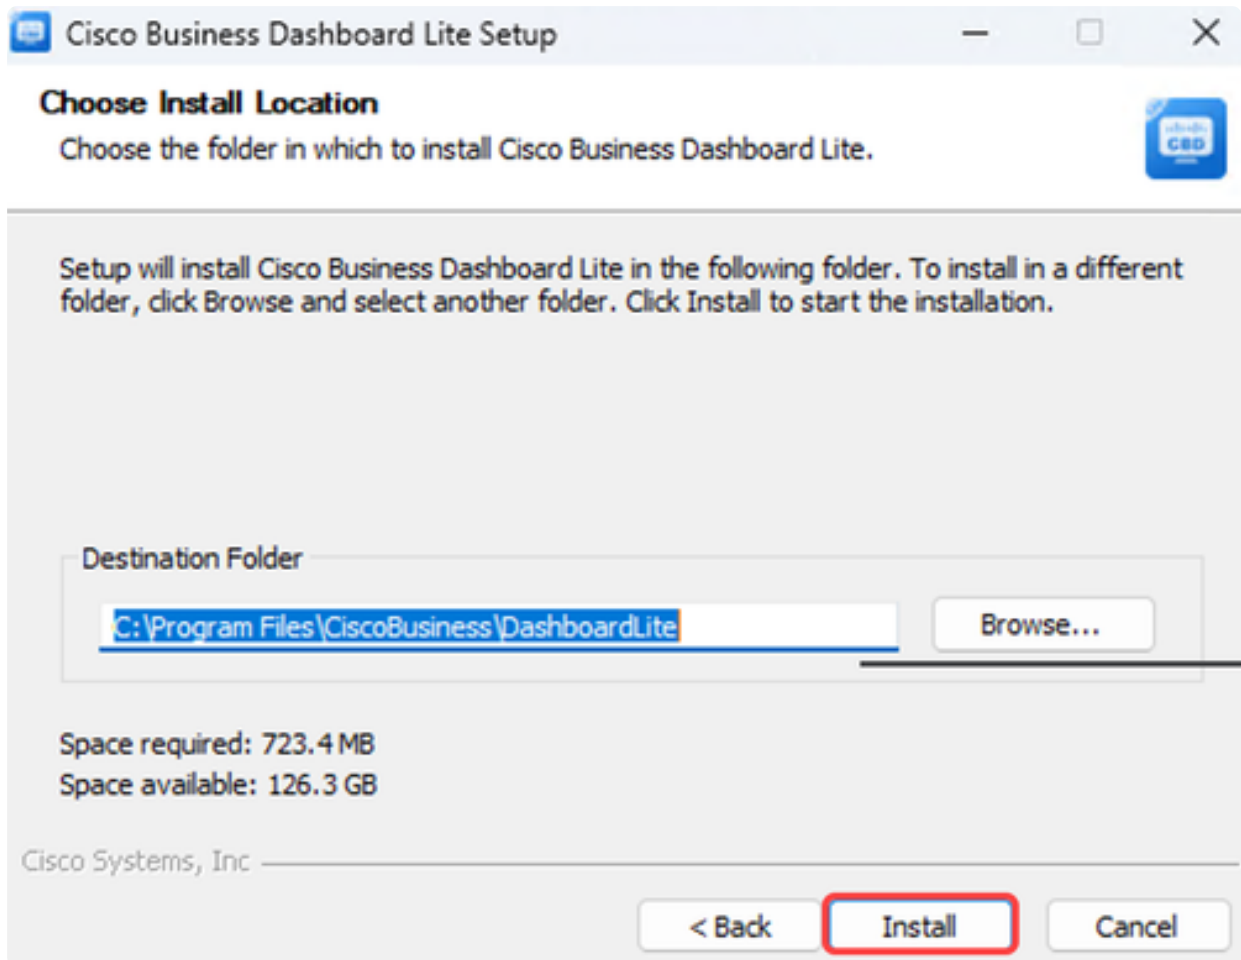 Cisco Business Dashboard Lite Setup
Choose Install Location
Choose the folder in which to install Cisco Business Dashboard Lite.
CBD
Setup will install Cisco Business Dashboard Lite in the following folder. To install in a different
folder, click Browse and select another folder. Click Install to start the installation.
Destination Folder
C:\Program Files\CiscoBusiness\DashboardLite
Browse...
Space required: 723.4 MB
Space available: 126.3 GB
Cisco Systems, Inc
< Back
Install
Cancel